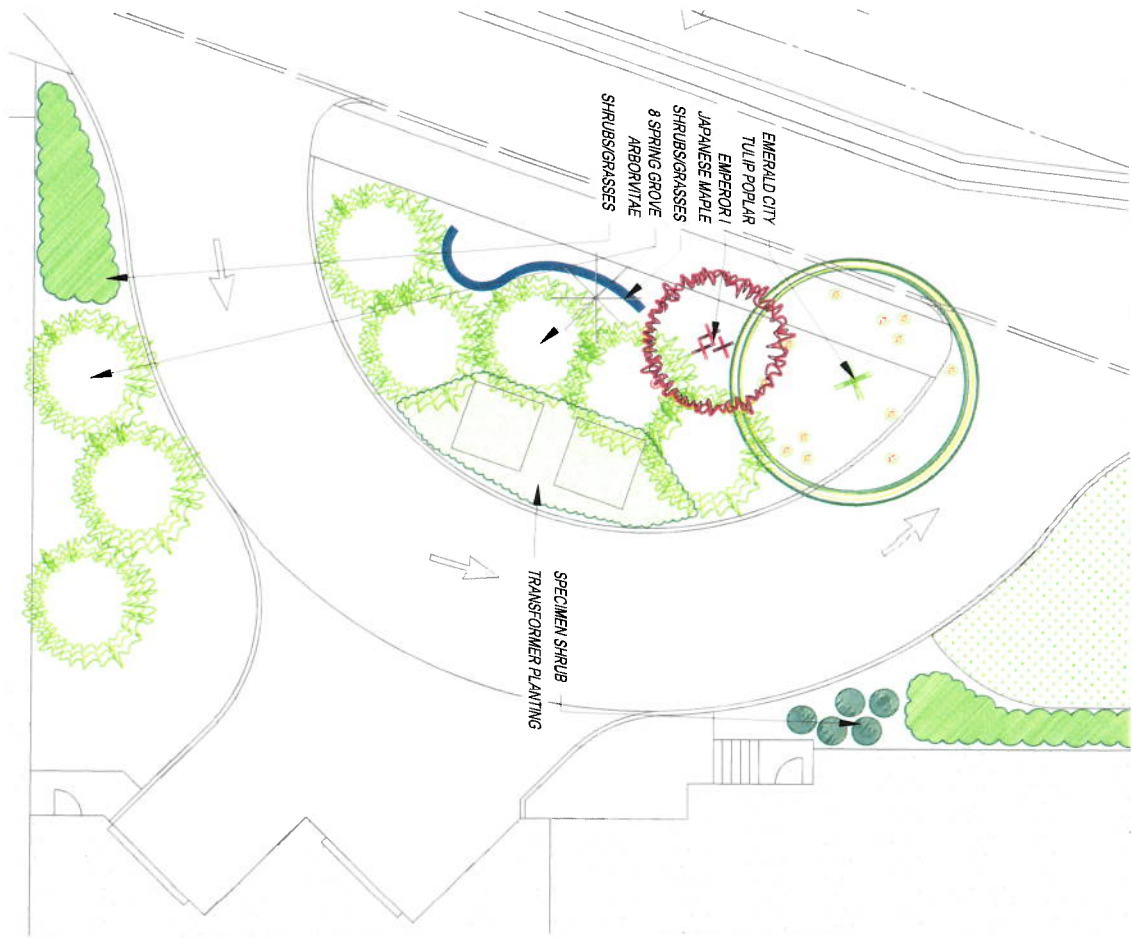 EMERALD CITY
TULIP POPLAR
EMPEROR I
JAPANESE MAPLE
SHRUBS/GRASSES
8 SPRING GROVE
ARBORVITAE
SHRUBS/GRASSES
SPECIMEN SHRUB
TRANSFORMER PLANTING